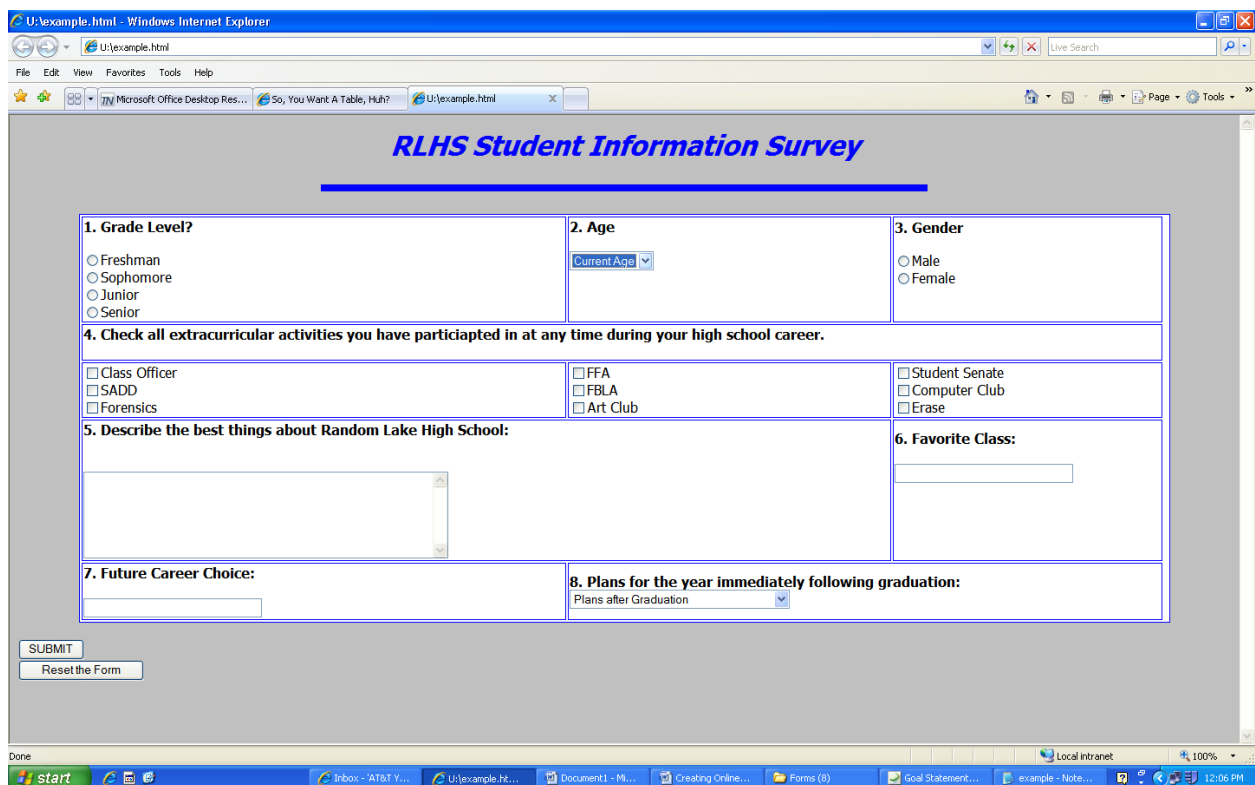 U:\example.html - Windows Internet Explorer
U:\example.html
Live Search
File Edit View Favorites Tools Help
Microsoft Office Desktop Res... So, You Want A Table, Huh? U:\example.html
Page Tools »
RLHS Student Information Survey
1. Grade Level? 2. Age 3. Gender
Freshman Current Age Male
Sophomore Female
Junior
Senior
4. Check all extracurricular activities you have particiapted in at any time during your high school career.
Class Officer FFA Student Senate
SADD FBLA Computer Club
Forensics Art Club Erase
5. Describe the best things about Random Lake High School: 6. Favorite Class:
7. Future Career Choice: 8. Plans for the year immediately following graduation:
Plans after Graduation
SUBMIT
Reset the Form
Done Local intranet 100%
start Inbox - 'AT&T Y... U:\example.ht... Document1 - Mi... Creating Online... Forms (8) Goal Statement... example - Note... 12:06 PM